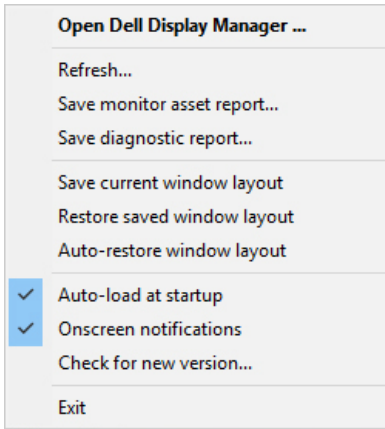 Open Dell Display Manager ...
Refresh...
Save monitor asset report...
Save diagnostic report...
Save current window layout
Restore saved window layout
Auto-restore window layout
Auto-load at startup
Onscreen notifications
Check for new version...
Exit